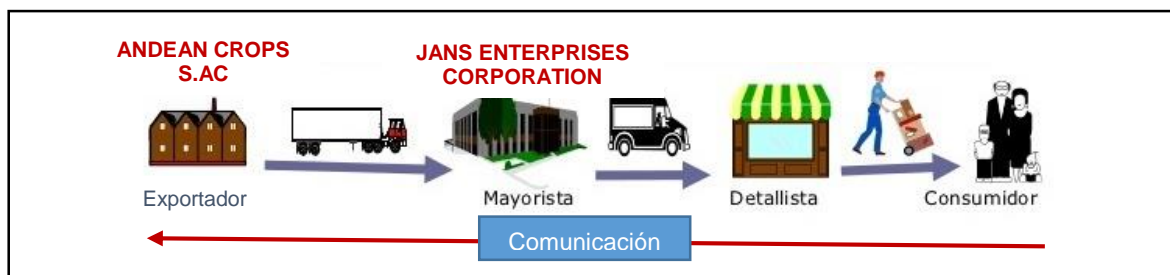 ANDEAN CROPS
S.AC
JANS ENTERPRISES
CORPORATION
Exportador
Mayorista
Detallista
Consumidor
Comunicación